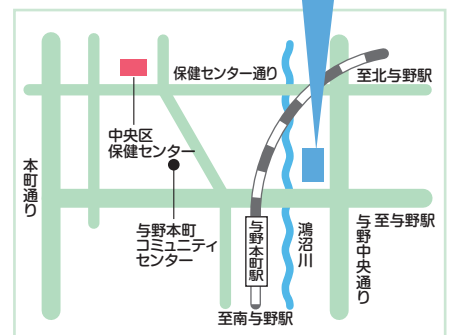 保健センター通り
至北与野駅
中央区
保健センター
本町通り
与野本町
コミュニティ
センター
与野本町駅
鴻沼川
与野中央通り
至与野駅
至南与野駅